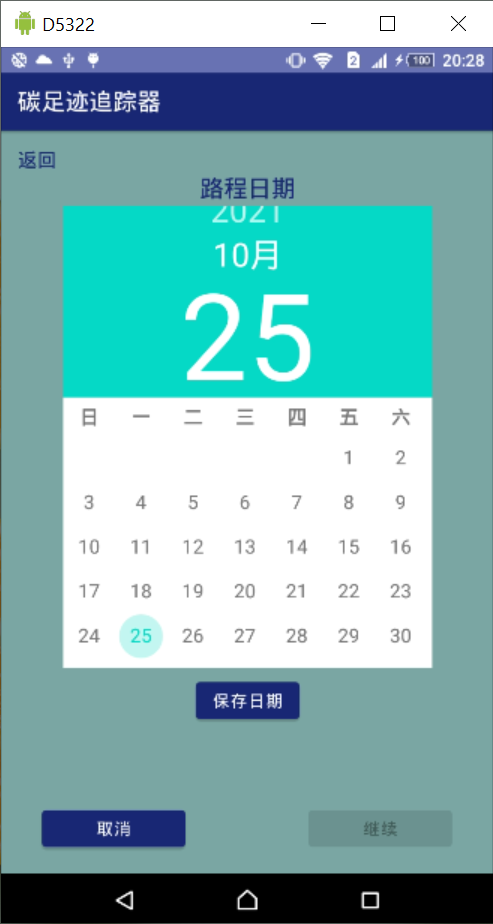 D5322
2 100 20:28
碳足迹追踪器
返回
路程日期
2021
10月
25
日 一 二 三 四 五 六
1 2
3 4 5 6 7 8 9
10 11 12 13 14 15 16
17 18 19 20 21 22 23
24 25 26 27 28 29 30
保存日期
取消 继续